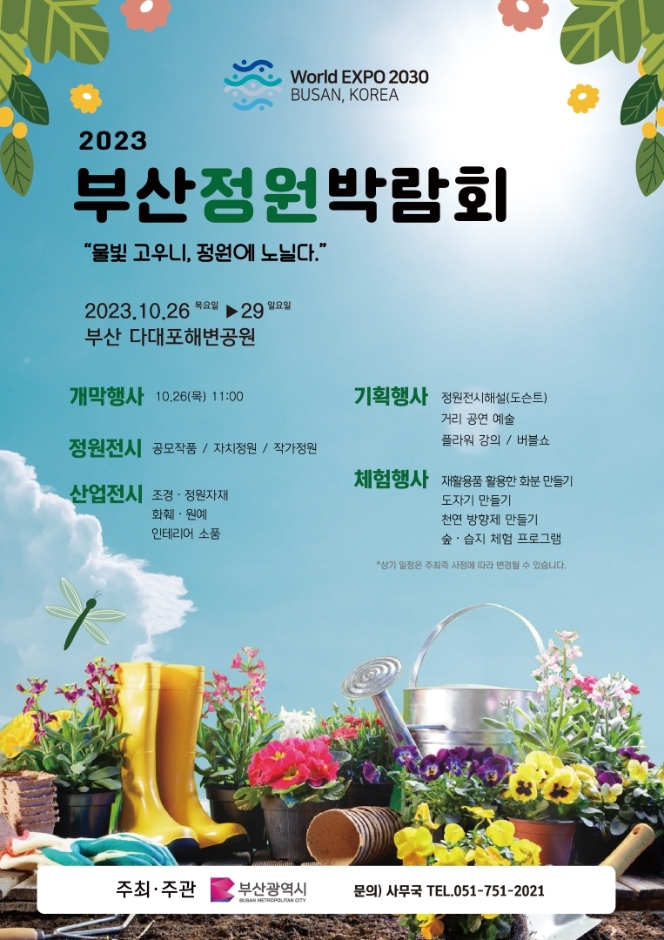 World EXPO 2030
BUSAN, KOREA
2023
부산정원박람회
“물빛 고우니, 정원에 노닐다.”
2023.10.26 목요일 ▶29 일요일
부산 다대포해변공원
개막행사 10.26(목) 11:00
정원전시 공모작품 / 자치정원 / 작가정원
산업전시 조경 · 정원자재
화훼 · 원예
인테리어 소품
기획행사 정원전시해설(도슨트)
거리 공연 예술
플라워 강의 / 버블쇼
체험행사 재활용품 활용한 화분 만들기
도자기 만들기
천연 방향제 만들기
숲 · 습지 체험 프로그램
*상기 일정은 주최측 사정에 따라 변경될 수 있습니다.
주최·주관 부산광역시
BUSAN METROPOLITAN CITY
문의) 사무국 TEL.051-751-2021